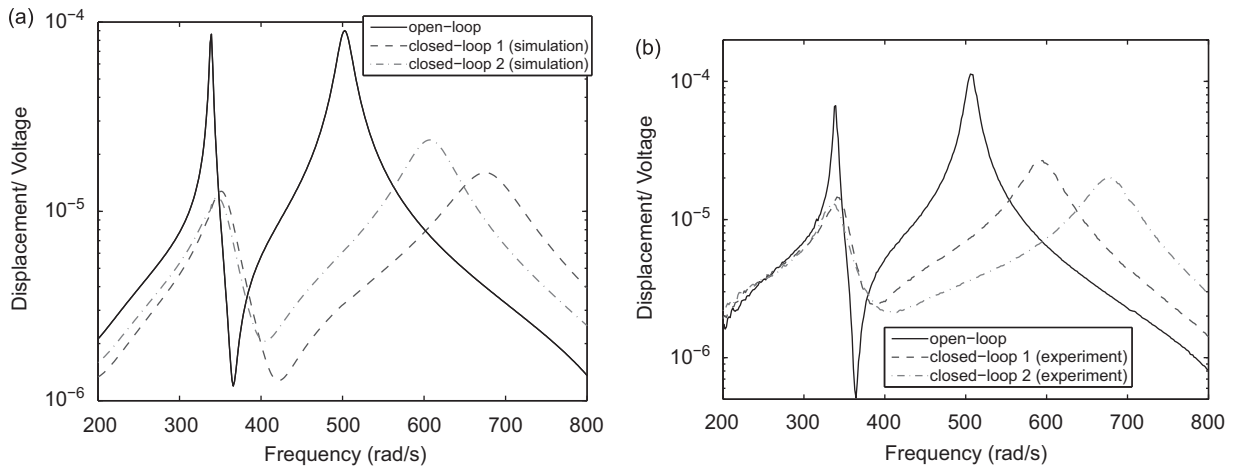 (a)
10⁻⁴
10⁻⁵
10⁻⁶
Displacement/ Voltage
open−loop
closed−loop 1 (simulation)
closed−loop 2 (simulation)
200 300 400 500 600 700 800
Frequency (rad/s)
(b)
10⁻⁴
10⁻⁵
10⁻⁶
Displacement/ Voltage
open−loop
closed−loop 1 (experiment)
closed−loop 2 (experiment)
200 300 400 500 600 700 800
Frequency (rad/s)